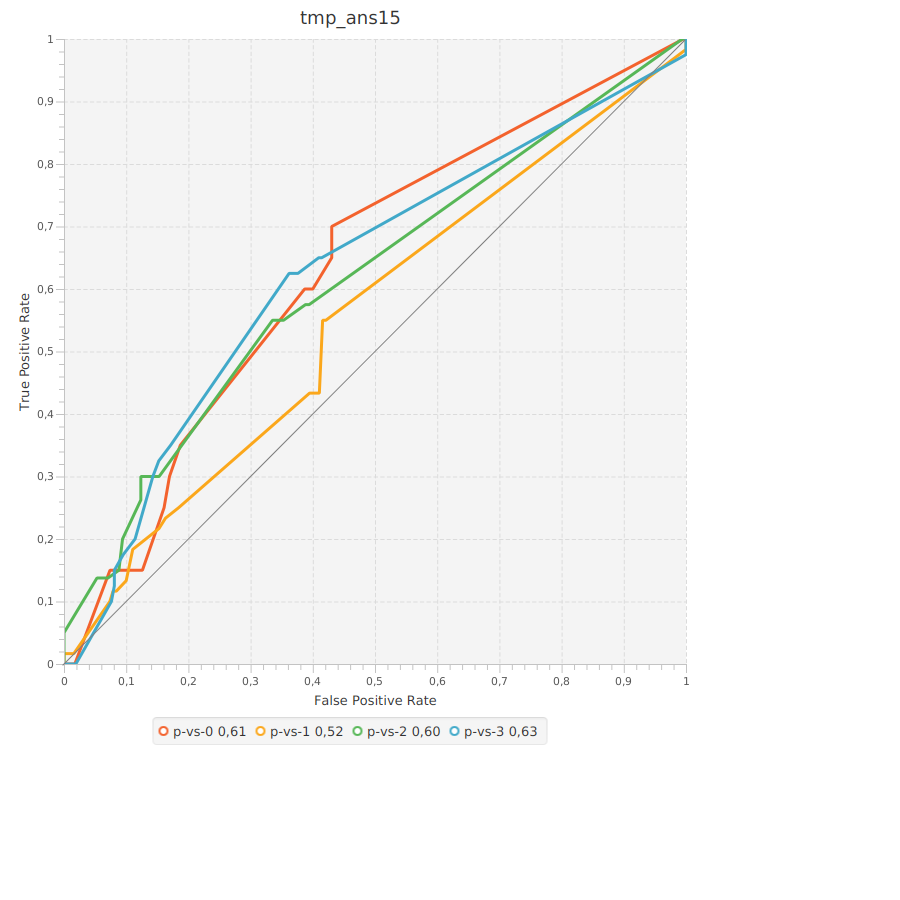 tmp_ans15
1
0,9
0,8
0,7
0,6
0,5
0,4
0,3
0,2
0,1
0
True Positive Rate
0 0,1 0,2 0,3 0,4 0,5 0,6 0,7 0,8 0,9 1
False Positive Rate
p-vs-0 0,61 p-vs-1 0,52 p-vs-2 0,60 p-vs-3 0,63